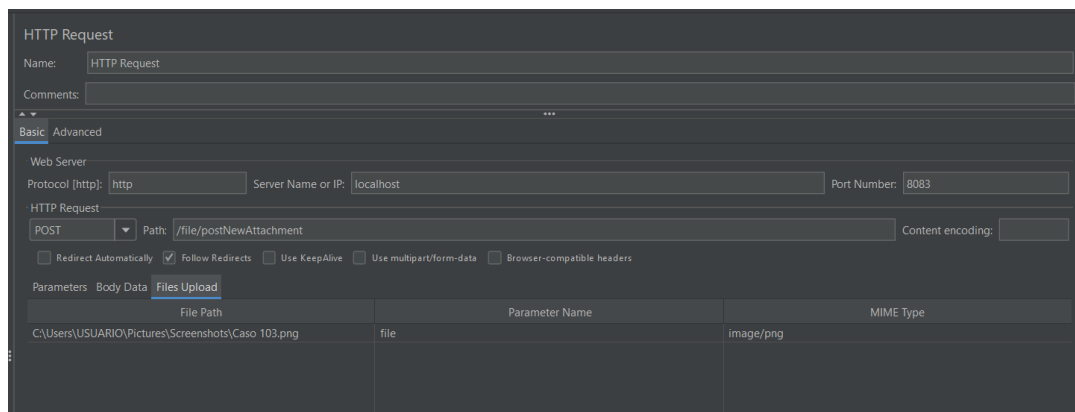 HTTP Request
Name: HTTP Request
Comments:
Basic Advanced
Web Server
Protocol [http]: http Server Name or IP: localhost Port Number: 8083
HTTP Request
POST Path: /file/postNewAttachment Content encoding:
Redirect Automatically Follow Redirects Use KeepAlive Use multipart/form-data Browser-compatible headers
Parameters Body Data Files Upload
File Path Parameter Name MIME Type
C:\Users\USUARIO\Pictures\Screenshots\Caso 103.png file image/png